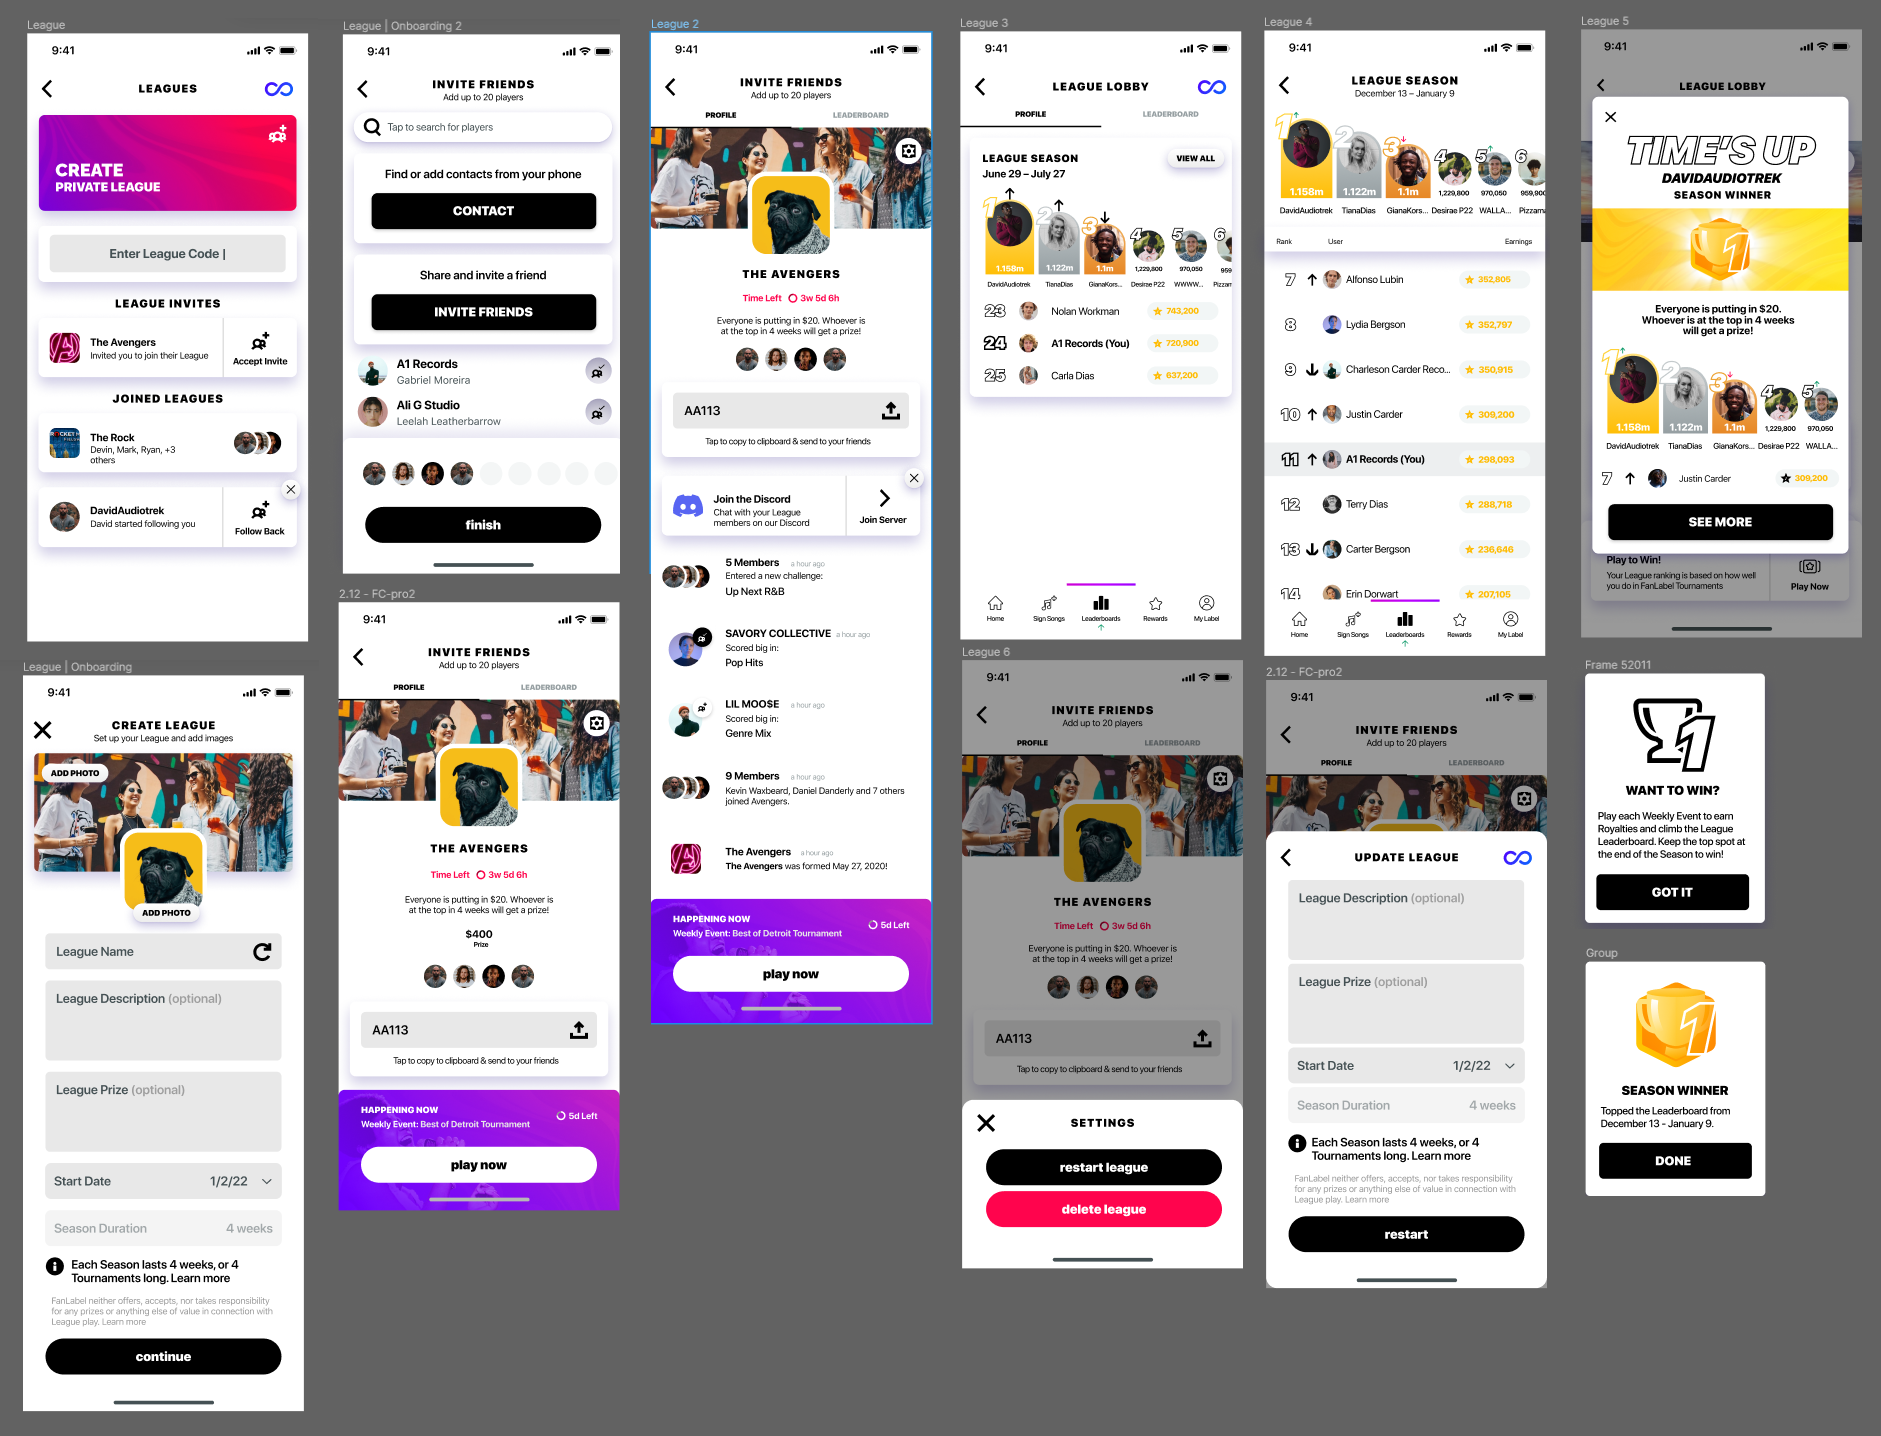 League
9:41
LEAGUES
CREATE
PRIVATE LEAGUE
Enter League Code |
LEAGUE INVITES
The Avengers
Invited you to join their League
Accept Invite
JOINED LEAGUES
The Rock
Devin, Mark, Ryan, +3
others
DavidAudiotrek
David started following you
Follow Back
League | Onboarding
9:41
CREATE LEAGUE
Set up your League and add images
ADD PHOTO
ADD PHOTO
League Name
League Description (optional)
League Prize (optional)
Start Date 1/2/22
Season Duration 4 weeks
Each Season lasts 4 weeks, or 4
Tournaments long. Learn more
FanLabel neither offers, accepts, nor takes responsibility
for any prizes or anything else of value in connection with
League play. Learn more
continue
League | Onboarding 2
9:41
INVITE FRIENDS
Add up to 20 players
Tap to search for players
Find or add contacts from your phone
CONTACT
Share and invite a friend
INVITE FRIENDS
A1 Records
Gabriel Moreira
Ali G Studio
Leelah Leatherbarrow
finish
2.12 - FC-pro2
9:41
INVITE FRIENDS
Add up to 20 players
PROFILE LEADERBOARD
THE AVENGERS
Time Left 3w 5d 6h
Everyone is putting in $20. Whoever is
at the top in 4 weeks will get a prize!
$400
Prize
AA113
Tap to copy to clipboard & send to your friends
HAPPENING NOW
Weekly Event: Best of Detroit Tournament
5d Left
play now
League 2
9:41
INVITE FRIENDS
Add up to 20 players
PROFILE LEADERBOARD
THE AVENGERS
Time Left 3w 5d 6h
Everyone is putting in $20. Whoever is
at the top in 4 weeks will get a prize!
AA113
Tap to copy to clipboard & send to your friends
Join the Discord
Chat with your League
members on our Discord
Join Server
5 Members a hour ago
Entered a new challenge:
Up Next R&B
SAVORY COLLECTIVE a hour ago
Scored big in:
Pop Hits
LIL MOO$E a hour ago
Scored big in:
Genre Mix
9 Members a hour ago
Kevin Waxbeard, Daniel Danderly and 7 others
joined Avengers.
The Avengers a hour ago
The Avengers was formed May 27, 2020!
HAPPENING NOW
Weekly Event: Best of Detroit Tournament
5d Left
play now
League 3
9:41
LEAGUE LOBBY
PROFILE LEADERBOARD
LEAGUE SEASON
June 29 – July 27
VIEW ALL
1 2 3 4 5 6
1.158m 1.122m 1.1m 1,229,800 970,050 959
DavidAudiotrek TianaDias GianaKors... Desirae P22 WWWW... Pizzam
23 Nolan Workman 743,200
24 A1 Records (You) 720,900
25 Carla Dias 637,200
Home Sign Songs Leaderboards Rewards My Label
League 6
9:41
INVITE FRIENDS
Add up to 20 players
PROFILE LEADERBOARD
THE AVENGERS
Time Left 3w 5d 6h
Everyone is putting in $20. Whoever is
at the top in 4 weeks will get a prize!
AA113
Tap to copy to clipboard & send to your friends
SETTINGS
restart league
delete league
League 4
9:41
LEAGUE SEASON
December 13 – January 9
1 2 3 4 5 6
1.158m 1.122m 1.1m 1,229,800 970,050 959,900
DavidAudiotrek TianaDias GianaKors... Desirae P22 WALLA... Pizzama
Rank User Earnings
7 Alfonso Lubin 352,805
8 Lydia Bergson 352,797
9 Charleson Carder Reco... 350,915
10 Justin Carder 309,200
11 A1 Records (You) 298,093
12 Terry Dias 288,718
13 Carter Bergson 236,646
14 Erin Dorwart 207,105
Home Sign Songs Leaderboards Rewards My Label
2.12 - FC-pro2
9:41
INVITE FRIENDS
Add up to 20 players
PROFILE LEADERBOARD
UPDATE LEAGUE
League Description (optional)
League Prize (optional)
Start Date 1/2/22
Season Duration 4 weeks
Each Season lasts 4 weeks, or 4
Tournaments long. Learn more
FanLabel neither offers, accepts, nor takes responsibility
for any prizes or anything else of value in connection with
League play. Learn more
restart
League 5
9:41
LEAGUE LOBBY
TIME'S UP
DAVIDAUDIOTREK
SEASON WINNER
1
Everyone is putting in $20.
Whoever is at the top in 4 weeks
will get a prize!
1 2 3 4 5
1.158m 1.122m 1.1m 1,229,800 970,050
DavidAudiotrek TianaDias GianaKors... Desirae P22 WALLA...
7 Justin Carder 309,200
SEE MORE
Play to Win!
Your League ranking is based on how well
you do in FanLabel Tournaments
Play Now
Frame 52011
1
WANT TO WIN?
Play each Weekly Event to earn
Royalties and climb the League
Leaderboard. Keep the top spot at
the end of the Season to win!
GOT IT
Group
1
SEASON WINNER
Topped the Leaderboard from
December 13 - January 9.
DONE